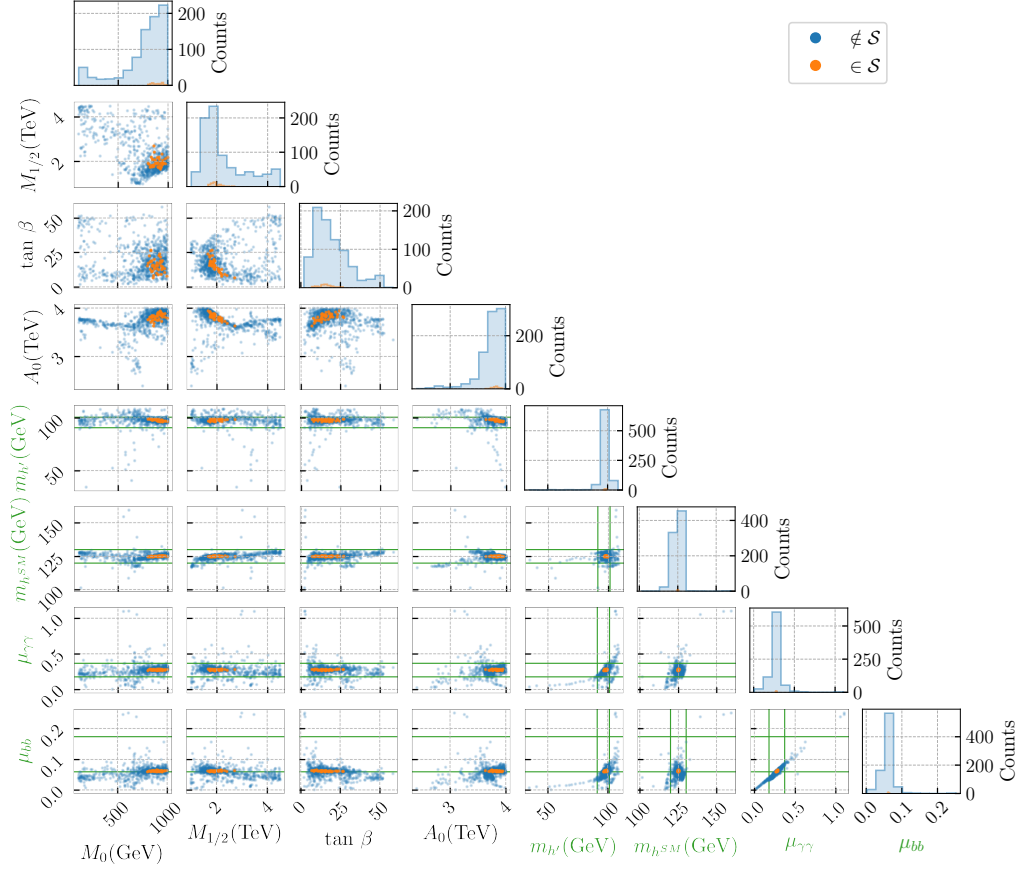 200
100
0
Counts
∉ S
∈ S
M_{1/2}(TeV)
4
2
200
100
0
Counts
tan β
50
25
0
200
100
0
Counts
A_0(TeV)
4
3
200
0
Counts
m_{h'}(GeV)
100
50
500
250
0
Counts
m_{h^{SM}}(GeV)
150
125
100
400
200
0
Counts
μ_{γγ}
1.0
0.5
0.0
500
250
0
Counts
μ_{bb}
0.2
0.1
0.0
400
200
0
Counts
500 1000
2 4
0 25 50
3 4
50 100
100 125 150
0.0 0.5 1.0
0.0 0.1 0.2
M_0(GeV)
M_{1/2}(TeV)
tan β
A_0(TeV)
m_{h'}(GeV)
m_{h^{SM}}(GeV)
μ_{γγ}
μ_{bb}